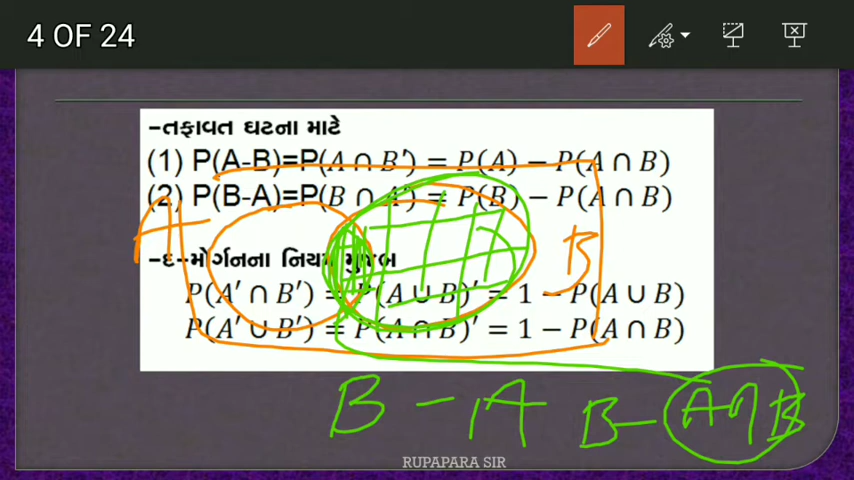 4 OF 24
-તફાવત ઘટના માટે
(1) P(A-B)=P(A ∩ B′) = P(A) − P(A ∩ B)
(2) P(B-A)=P(B ∩ A′) = P(B) − P(A ∩ B)
A
B
-દ-મોર્ગનના નિયમ મુજબ
P(A′ ∩ B′) = P(A ∪ B)′ = 1 − P(A ∪ B)
P(A′ ∪ B′) = P(A ∩ B)′ = 1 − P(A ∩ B)
B - A B - A∩B
RUPAPARA SIR